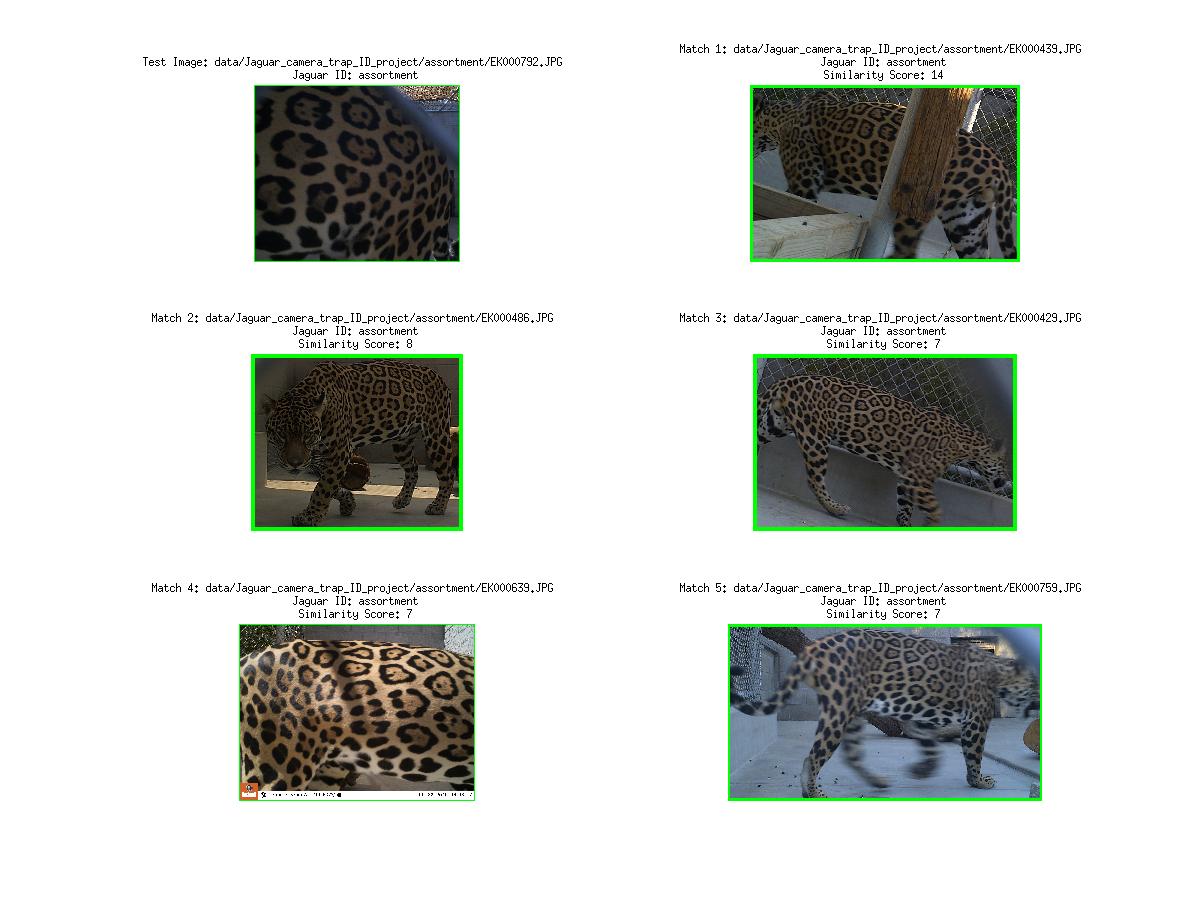 Test Image: data/Jaguar_camera_trap_ID_project/assortment/EK000792.JPG
Jaguar ID: assortment
Match 1: data/Jaguar_camera_trap_ID_project/assortment/EK000439.JPG
Jaguar ID: assortment
Similarity Score: 14
Match 2: data/Jaguar_camera_trap_ID_project/assortment/EK000486.JPG
Jaguar ID: assortment
Similarity Score: 8
Match 3: data/Jaguar_camera_trap_ID_project/assortment/EK000429.JPG
Jaguar ID: assortment
Similarity Score: 7
Match 4: data/Jaguar_camera_trap_ID_project/assortment/EK000639.JPG
Jaguar ID: assortment
Similarity Score: 7
Match 5: data/Jaguar_camera_trap_ID_project/assortment/EK000759.JPG
Jaguar ID: assortment
Similarity Score: 7